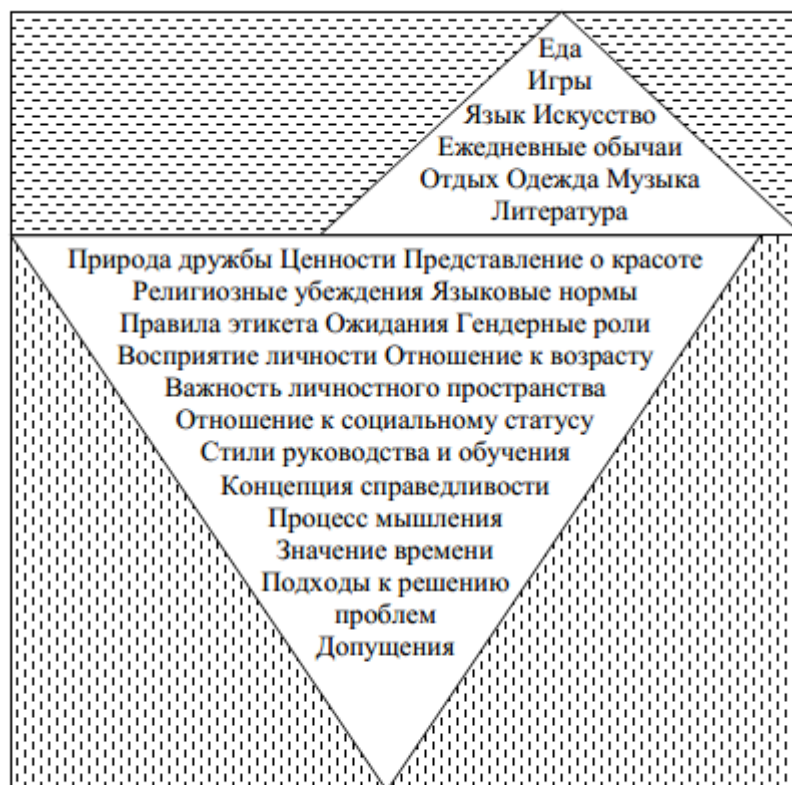 Еда
Игры
Язык Искусство
Ежедневные обычаи
Отдых Одежда Музыка
Литература
Природа дружбы Ценности Представление о красоте
Религиозные убеждения Языковые нормы
Правила этикета Ожидания Гендерные роли
Восприятие личности Отношение к возрасту
Важность личностного пространства
Отношение к социальному статусу
Стили руководства и обучения
Концепция справедливости
Процесс мышления
Значение времени
Подходы к решению
проблем
Допущения